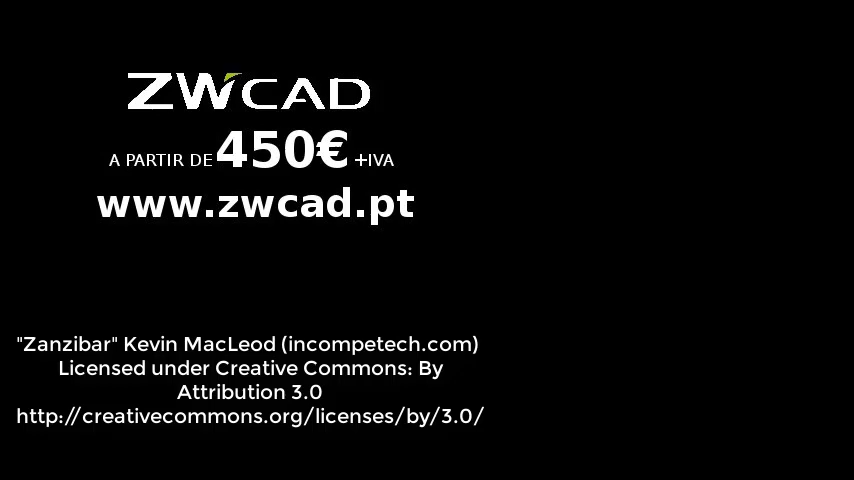 ZWCAD
A PARTIR DE 450€ +IVA
www.zwcad.pt
"Zanzibar" Kevin MacLeod (incompetech.com)
Licensed under Creative Commons: By
Attribution 3.0
http://creativecommons.org/licenses/by/3.0/